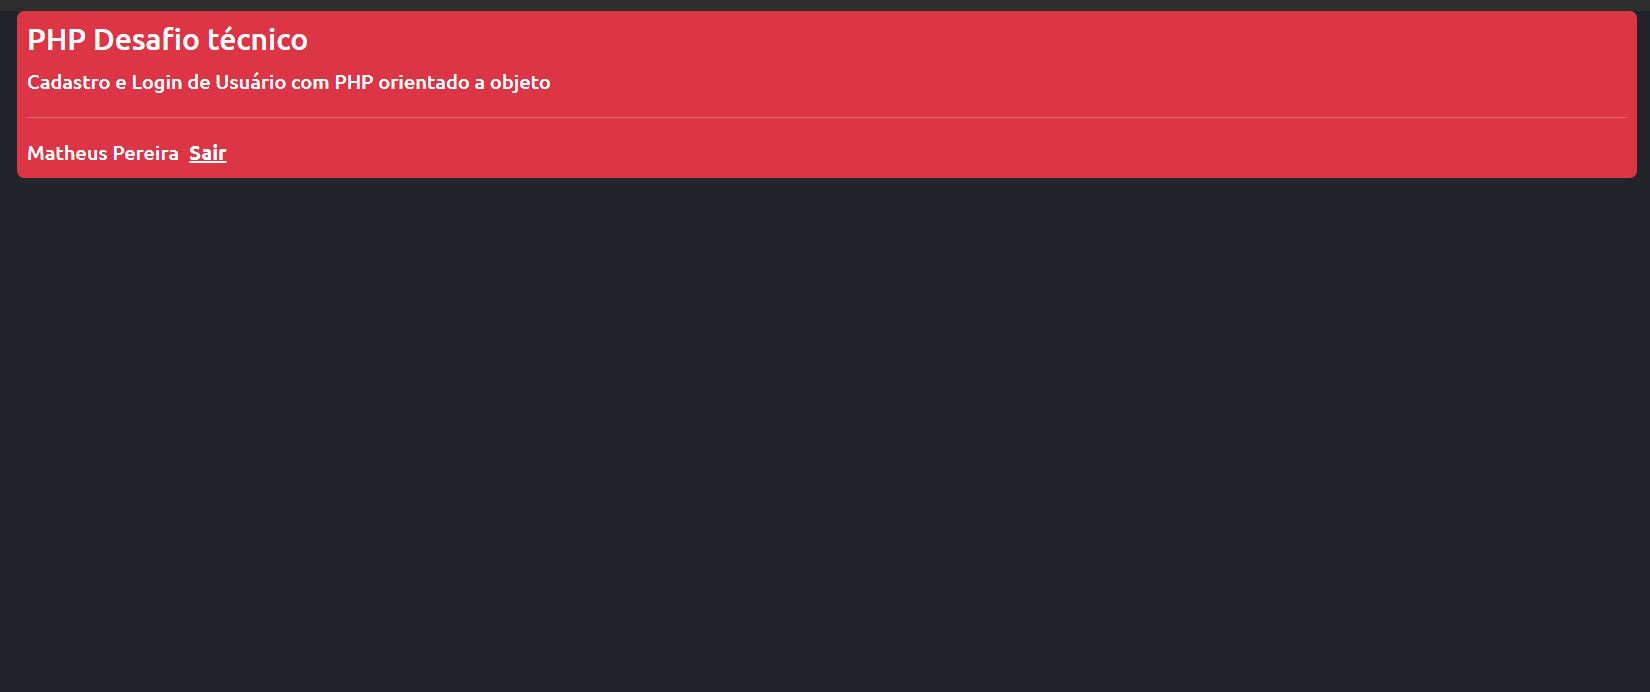 PHP Desafio técnico
Cadastro e Login de Usuário com PHP orientado a objeto
Matheus Pereira Sair